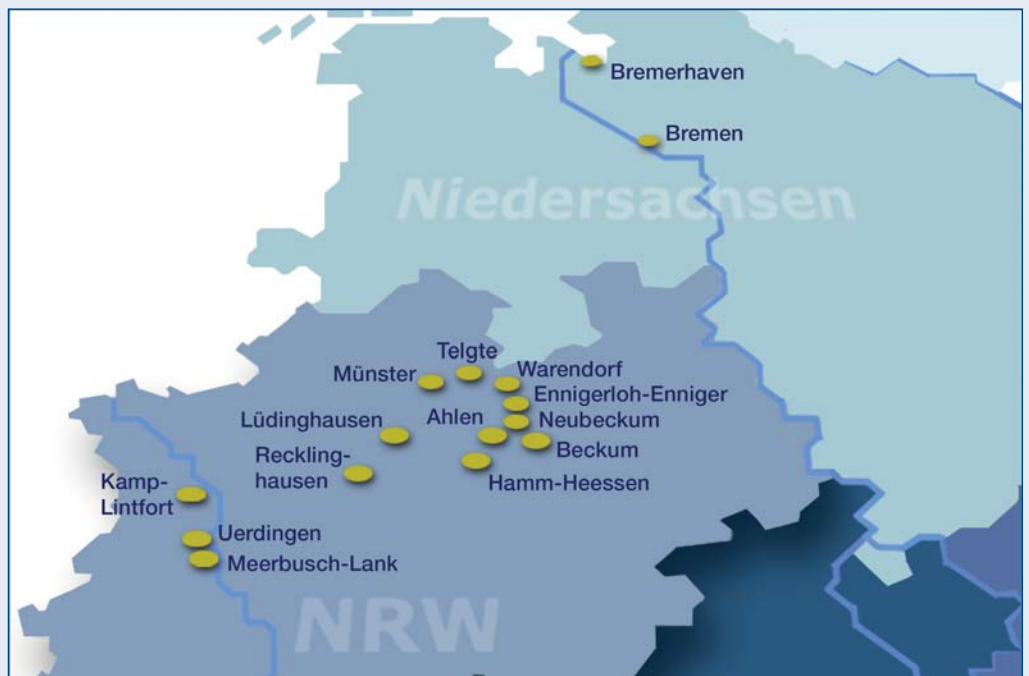 Bremerhaven
Bremen
Niedersachsen
Telgte
Münster
Warendorf
Ennigerloh-Enniger
Lüdinghausen
Ahlen
Neubeckum
Beckum
Reckling-
hausen
Hamm-Heessen
Kamp-
Lintfort
Uerdingen
Meerbusch-Lank
NRW